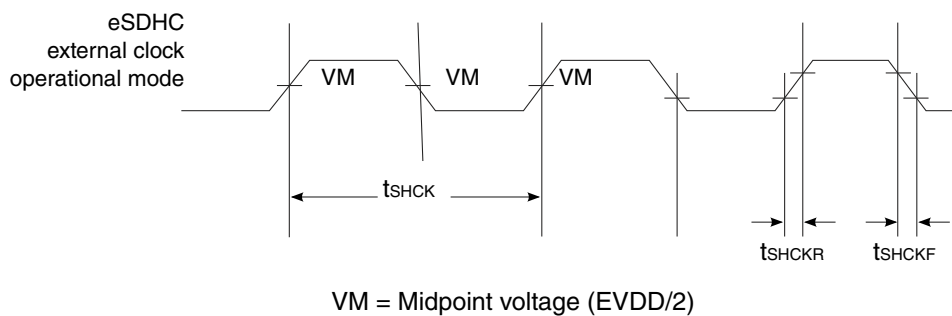 eSDHC
external clock
operational mode
VM
VM
VM
tSHCK
tSHCKR
tSHCKF
VM = Midpoint voltage (EVDD/2)